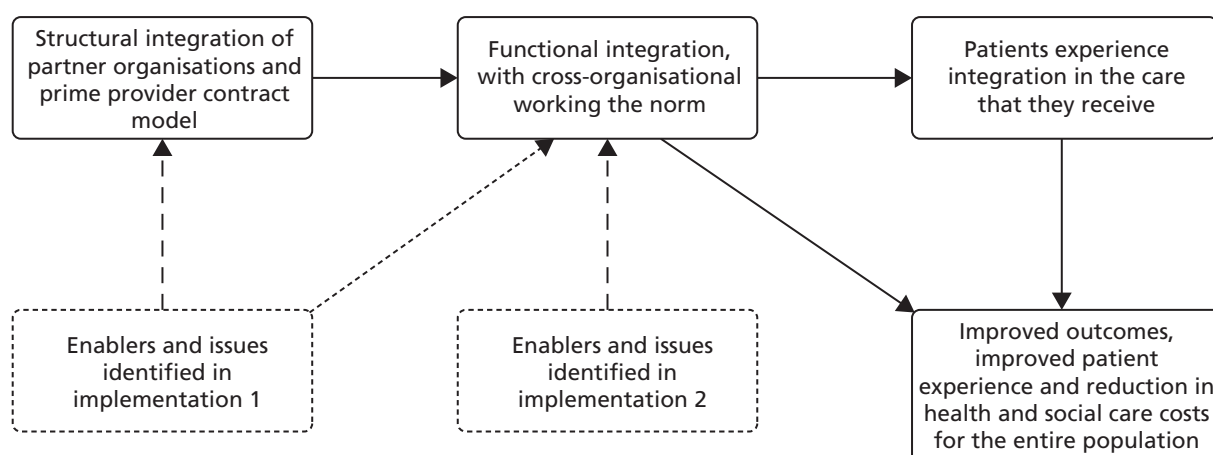 Structural integration of
partner organisations and
prime provider contract
model
Functional integration,
with cross-organisational
working the norm
Patients experience
integration in the care
that they receive
Enablers and issues
identified in
implementation 1
Enablers and issues
identified in
implementation 2
Improved outcomes,
improved patient
experience and reduction in
health and social care costs
for the entire population